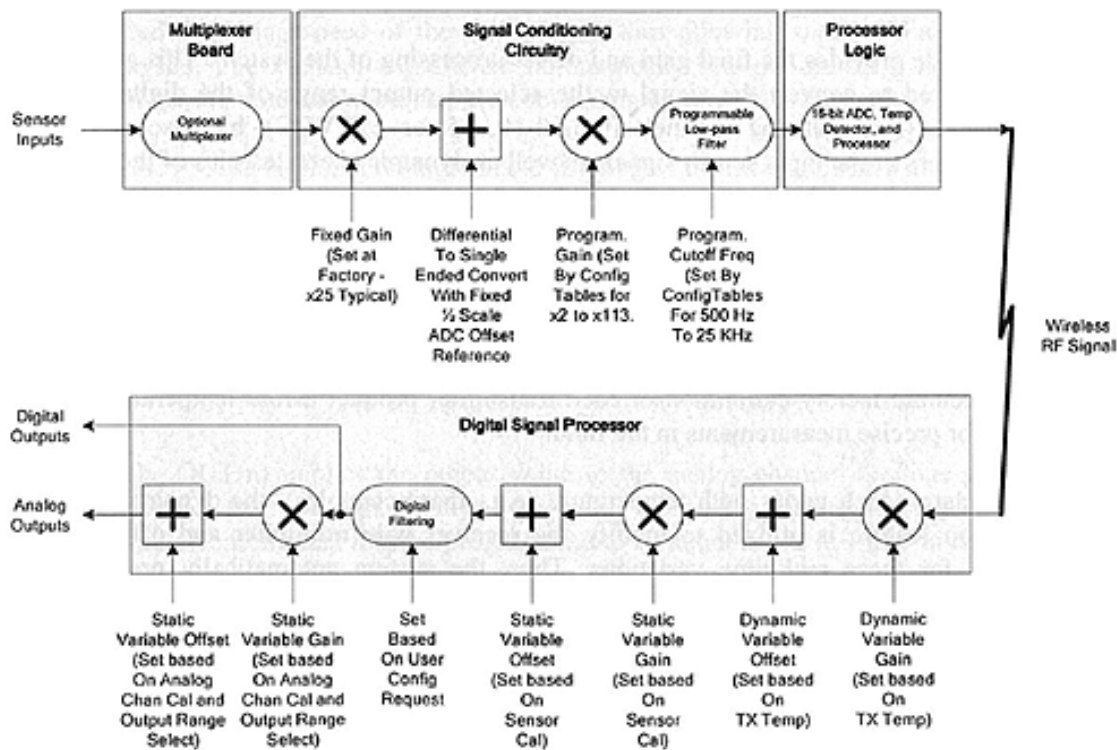 Multiplexer
Board
Signal Conditioning
Circuitry
Processor
Logic
Sensor
Inputs
Optional
Multiplexer
Programmable
Low-pass
Filter
16-bit ADC, Temp
Detector, and
Processor
Fixed Gain
(Set at
Factory -
x25 Typical)
Differential
To Single
Ended Convert
With Fixed
½ Scale
ADC Offset
Reference
Program.
Gain (Set
By Config
Tables for
x2 to x113.
Program.
Cutoff Freq
(Set By
ConfigTables
For 500 Hz
To 25 KHz
Wireless
RF Signal
Digital
Outputs
Digital Signal Processor
Analog
Outputs
Digital
Filtering
Static
Variable Offset
(Set based
On Analog
Chan Cal and
Output Range
Select)
Static
Variable Gain
(Set based
On Analog
Chan Cal and
Output Range
Select)
Set
Based
On User
Config
Request
Static
Variable
Offset
(Set based
On
Sensor
Cal)
Static
Variable
Gain
(Set based
On
Sensor
Cal)
Dynamic
Variable
Offset
(Set based
On
TX Temp)
Dynamic
Variable
Gain
(Set based
On
TX Temp)